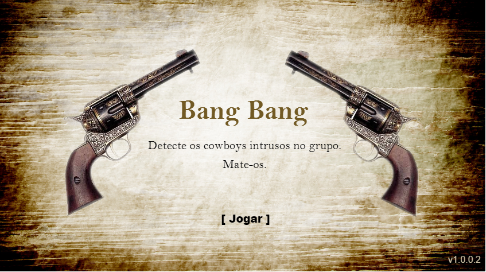 Bang Bang
Detecte os cowboys intrusos no grupo.
Mate-os.
[ Jogar ]
v1.0.0.2